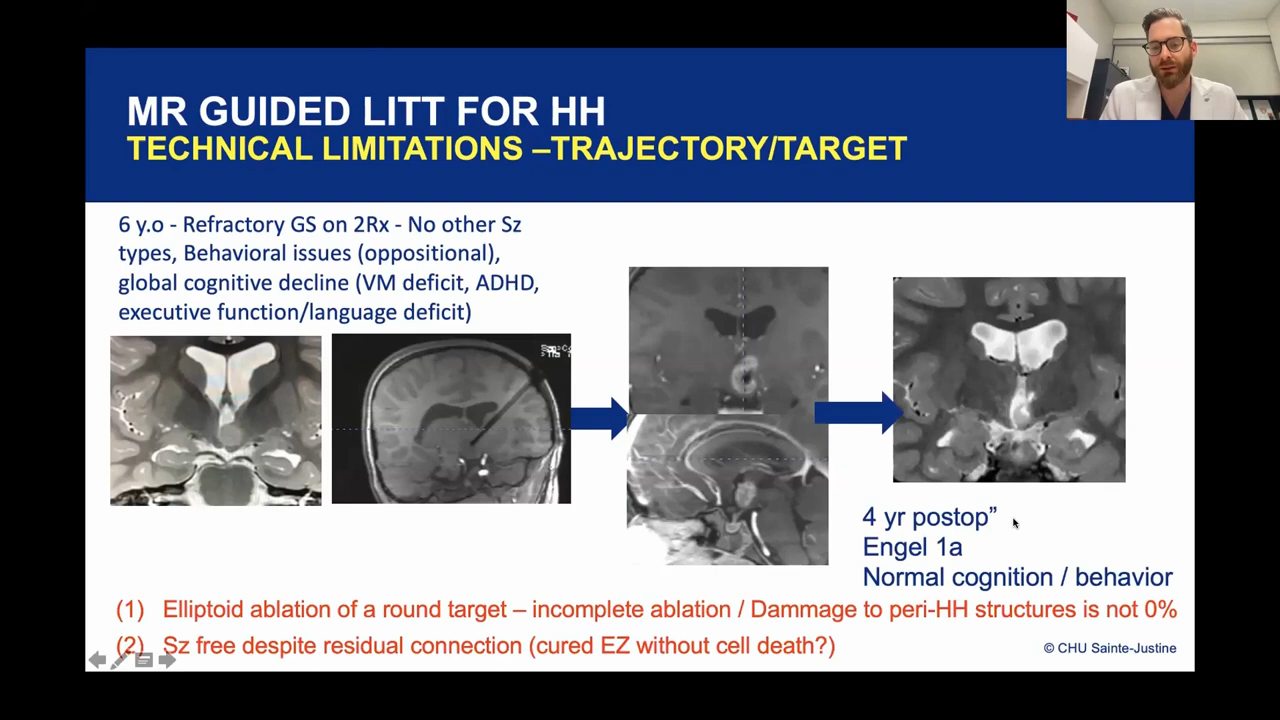 MR GUIDED LITT FOR HH
TECHNICAL LIMITATIONS –TRAJECTORY/TARGET
6 y.o - Refractory GS on 2Rx - No other Sz
types, Behavioral issues (oppositional),
global cognitive decline (VM deficit, ADHD,
executive function/language deficit)
4 yr postop”
Engel 1a
Normal cognition / behavior
(1) Elliptoid ablation of a round target – incomplete ablation / Dammage to peri-HH structures is not 0%
(2) Sz free despite residual connection (cured EZ without cell death?)
© CHU Sainte-Justine